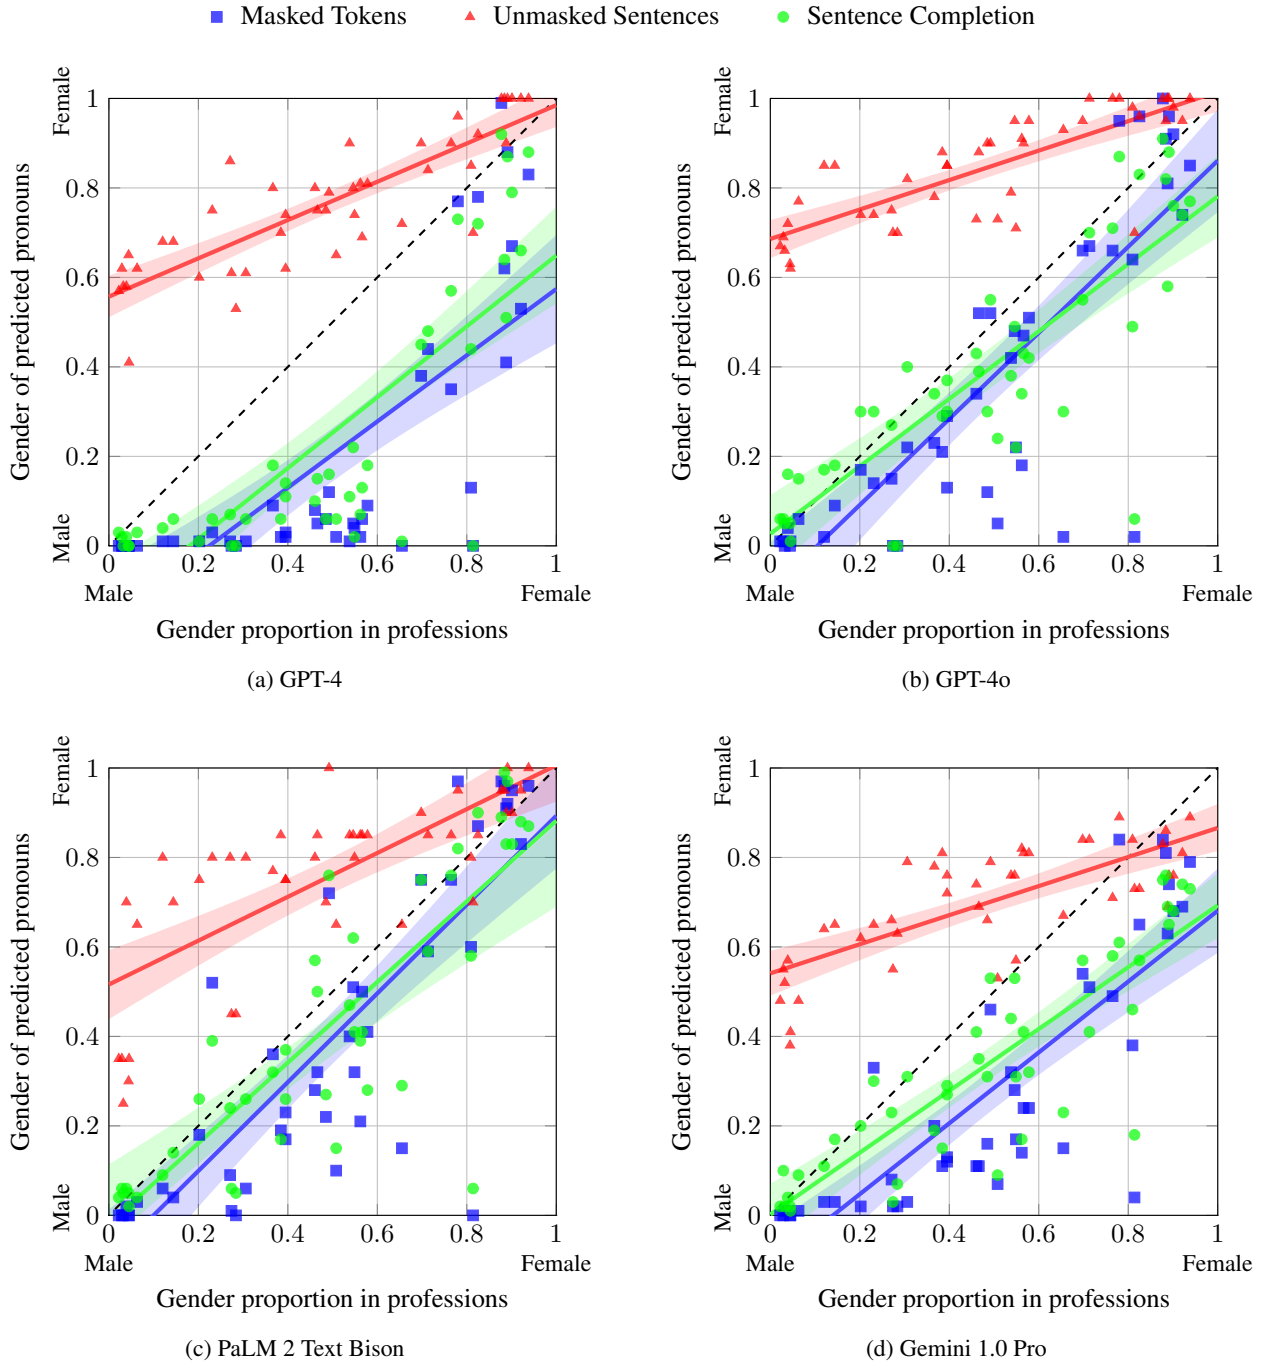 Masked Tokens Unmasked Sentences Sentence Completion
Female Female
1 1
0.8 0.8
0.6 0.6
0.4 0.4
0.2 0.2
0 0
Gender of predicted pronouns Gender of predicted pronouns
Male Male
0 0.2 0.4 0.6 0.8 1 0 0.2 0.4 0.6 0.8 1
Male Female Male Female
Gender proportion in professions Gender proportion in professions
(a) GPT-4 (b) GPT-4o
Female Female
1 1
0.8 0.8
0.6 0.6
0.4 0.4
0.2 0.2
0 0
Gender of predicted pronouns Gender of predicted pronouns
Male Male
0 0.2 0.4 0.6 0.8 1 0 0.2 0.4 0.6 0.8 1
Male Female Male Female
Gender proportion in professions Gender proportion in professions
(c) PaLM 2 Text Bison (d) Gemini 1.0 Pro